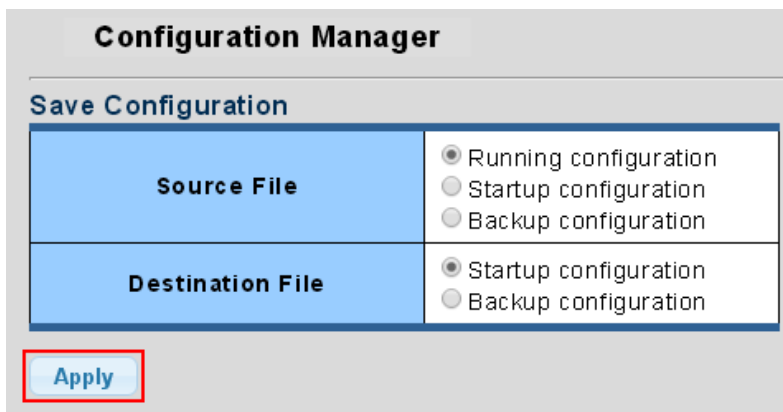 Configuration Manager
Save Configuration
Source File
Running configuration
Startup configuration
Backup configuration
Destination File
Startup configuration
Backup configuration
Apply